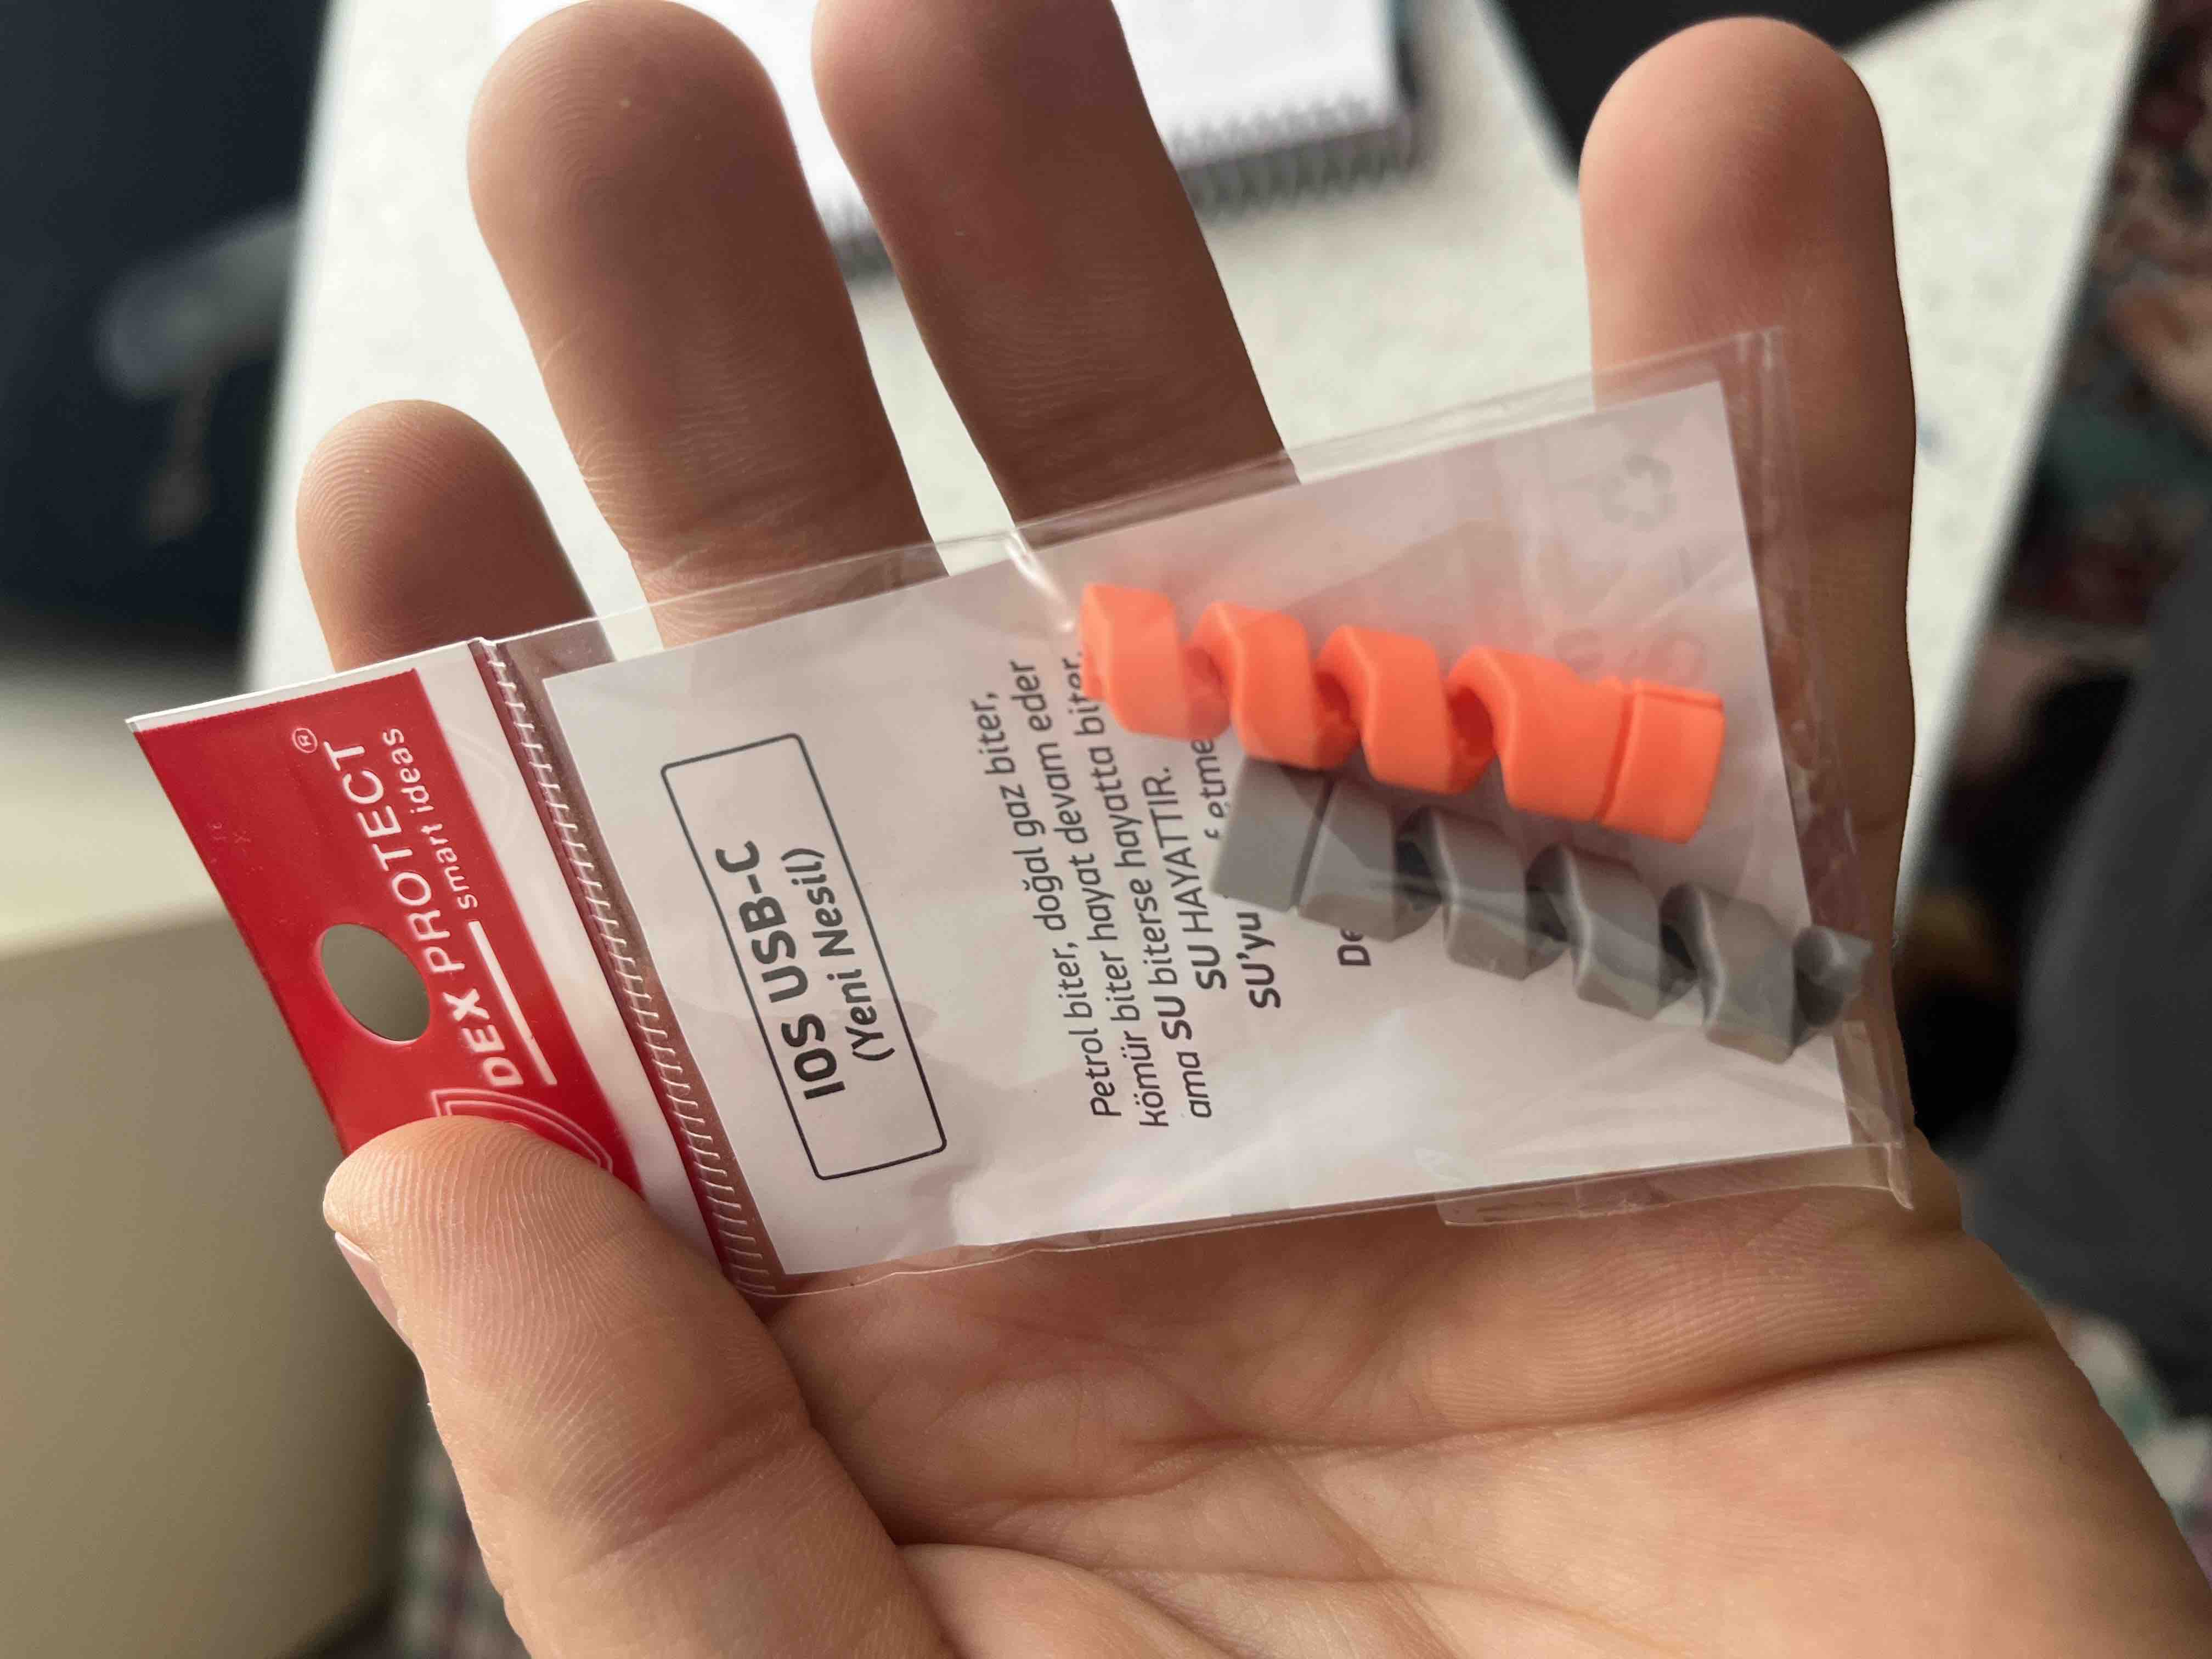 DEX PROTECT®
smart ideas
IOS USB-C
(Yeni Nesil)
Petrol biter, doğal gaz biter,
kömür biter hayat devam eder
ama SU biterse hayatta biter.
SU HAYATTIR.
SU'yu etme